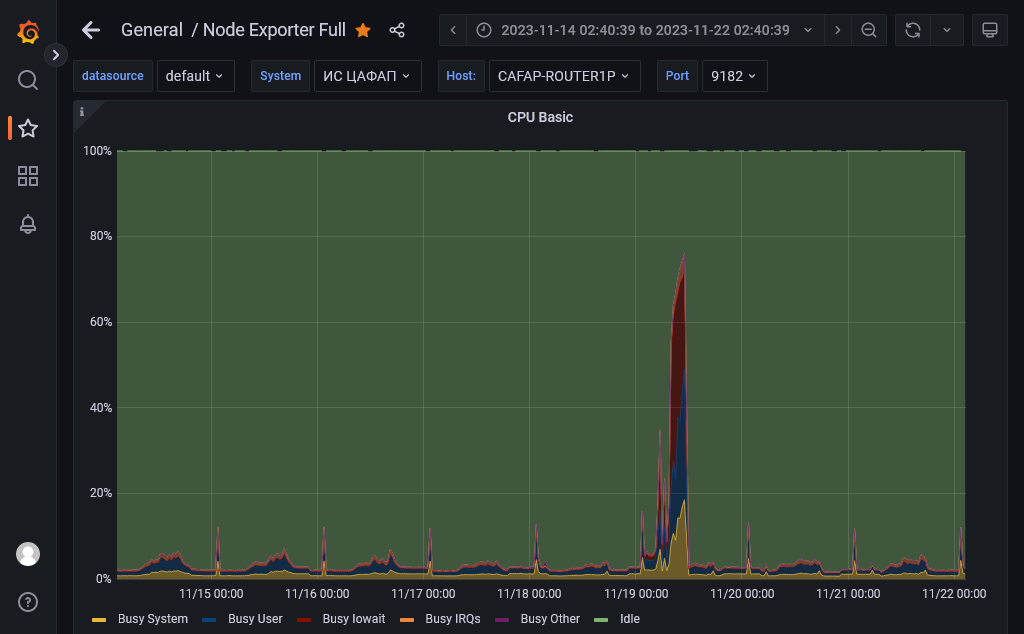 General / Node Exporter Full
2023-11-14 02:40:39 to 2023-11-22 02:40:39
datasource default System ИС ЦАФАП Host: CAFAP-ROUTER1P Port 9182
i
CPU Basic
100%
80%
60%
40%
20%
0%
11/15 00:00 11/16 00:00 11/17 00:00 11/18 00:00 11/19 00:00 11/20 00:00 11/21 00:00 11/22 00:00
Busy System Busy User Busy Iowait Busy IRQs Busy Other Idle